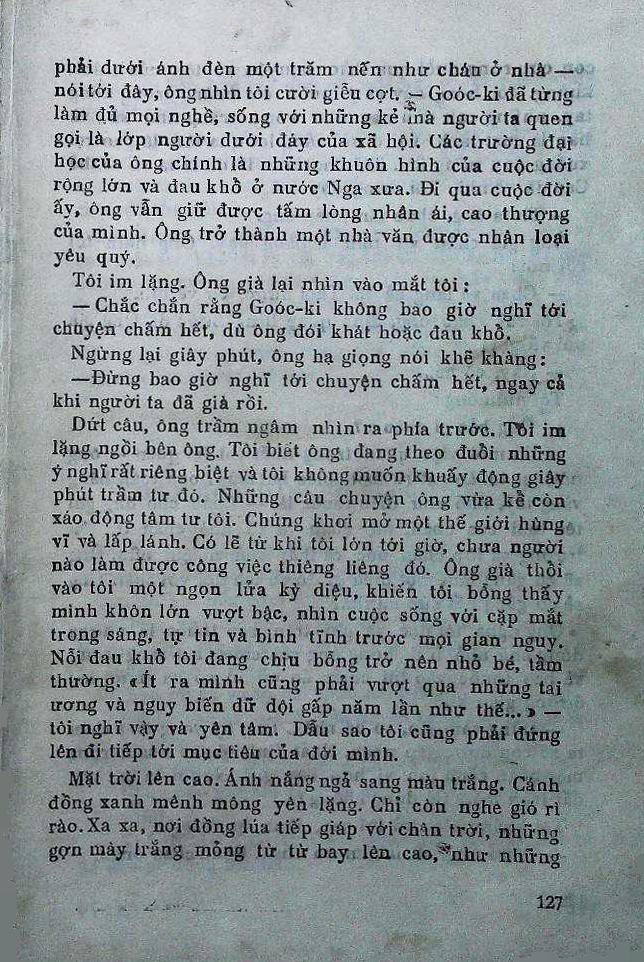 phải dưới ánh đèn một trăm nến như cháu ở nhà —
nói tới đây, ông nhìn tôi cười giễu cợt. — Goóc-ki đã từng
làm đủ mọi nghề, sống với những kẻ mà người ta quen
gọi là lớp người dưới đáy của xã hội. Các trường đại
học của ông chính là những khuôn hình của cuộc đời
rộng lớn và đau khổ ở nước Nga xưa. Đi qua cuộc đời
ấy, ông vẫn giữ được tấm lòng nhân ái, cao thượng
của mình. Ông trở thành một nhà văn được nhân loại
yêu quý.
Tôi im lặng. Ông già lại nhìn vào mắt tôi :
— Chắc chắn rằng Goóc-ki không bao giờ nghĩ tới
chuyện chấm hết, dù ông đói khát hoặc đau khổ.
Ngừng lại giây phút, ông hạ giọng nói khẽ khàng:
—Đừng bao giờ nghĩ tới chuyện chấm hết, ngay cả
khi người ta đã già rồi.
Dứt câu, ông trầm ngâm nhìn ra phía trước. Tôi im
lặng ngồi bên ông. Tôi biết ông đang theo đuổi những
ý nghĩ rất riêng biệt và tôi không muốn khuấy động giây
phút trầm tư đó. Những câu chuyện ông vừa kể còn
xáo động tâm tư tôi. Chúng khơi mở một thế giới hùng
vĩ và lấp lánh. Có lẽ từ khi tôi lớn tới giờ, chưa người
nào làm được công việc thiêng liêng đó. Ông già thổi
vào tôi một ngọn lửa kỳ diệu, khiến tôi bỗng thấy
mình khôn lớn vượt bậc, nhìn cuộc sống với cặp mắt
trong sáng, tự tin và bình tĩnh trước mọi gian nguy.
Nỗi đau khổ tôi đang chịu bỗng trở nên nhỏ bé, tầm
thường. «Ít ra mình cũng phải vượt qua những tai
ương và nguy biến dữ dội gấp năm lần như thế...» —
tôi nghĩ vậy và yên tâm. Dẫu sao tôi cũng phải đứng
lên đi tiếp tới mục tiêu của đời mình.
Mặt trời lên cao. Ánh nắng ngả sang màu trắng. Cánh
đồng xanh mênh mông yên lặng. Chỉ còn nghe gió rì
rào. Xa xa, nơi đồng lúa tiếp giáp với chân trời, những
gợn mây trắng mỏng từ từ bay lên cao, như những
127